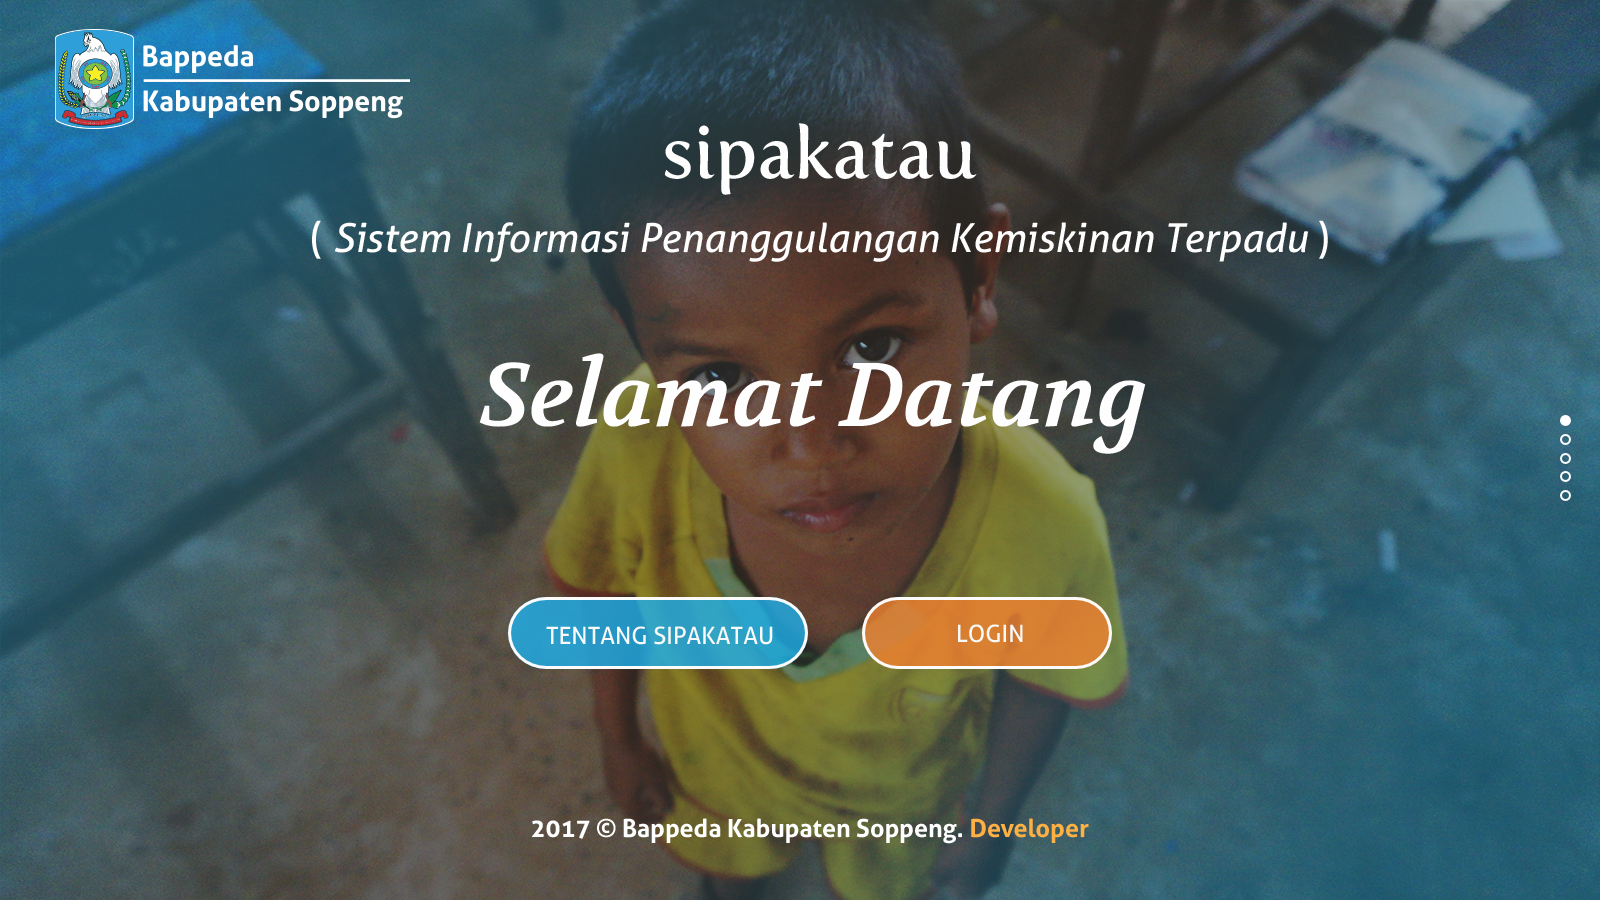 Bappeda
Kabupaten Soppeng
sipakatau
( Sistem Informasi Penanggulangan Kemiskinan Terpadu )
Selamat Datang
TENTANG SIPAKATAU
LOGIN
2017 © Bappeda Kabupaten Soppeng. Developer